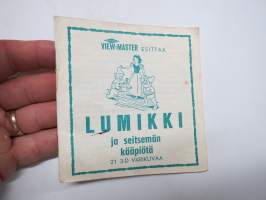 VIEW-MASTER ESITTÄÄ
LUMIKKI
ja seitsemän
kääpiötä
21 3-D VÄRIKUVAA